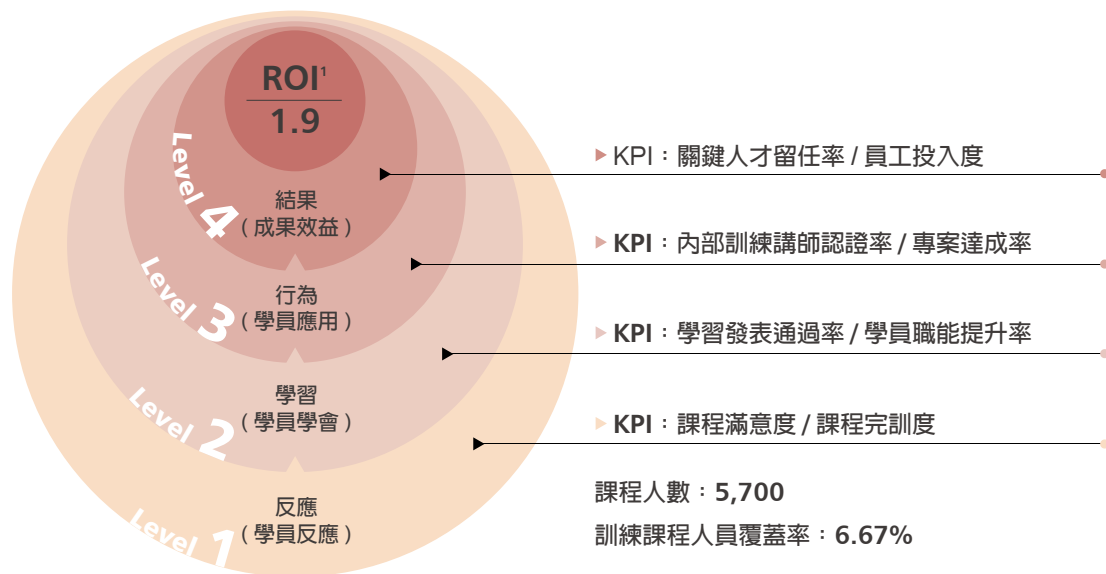 ROI¹
1.9
Level 4
結果
（成果效益）
▶ KPI：關鍵人才留任率 / 員工投入度
Level 3
行為
（學員應用）
▶ KPI：內部訓練講師認證率 / 專案達成率
Level 2
學習
（學員學會）
▶ KPI：學習發表通過率 / 學員職能提升率
Level 1
反應
（學員反應）
▶ KPI：課程滿意度 / 課程完訓度
課程人數：5,700
訓練課程人員覆蓋率：6.67%